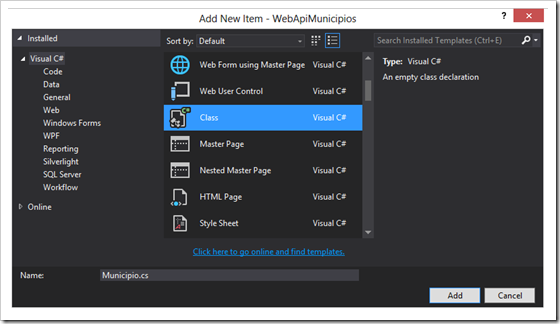 Add New Item - WebApiMunicipios
?
Installed
Sort by: Default
Search Installed Templates (Ctrl+E)
Visual C#
Code
Data
General
Web
Windows Forms
WPF
Reporting
Silverlight
SQL Server
Workflow
Online
Web Form using Master Page Visual C#
Web User Control Visual C#
C#
Class Visual C#
Master Page Visual C#
Nested Master Page Visual C#
HTML Page Visual C#
Style Sheet Visual C#
Type: Visual C#
An empty class declaration
Click here to go online and find templates.
Name: Municipio.cs
Add
Cancel